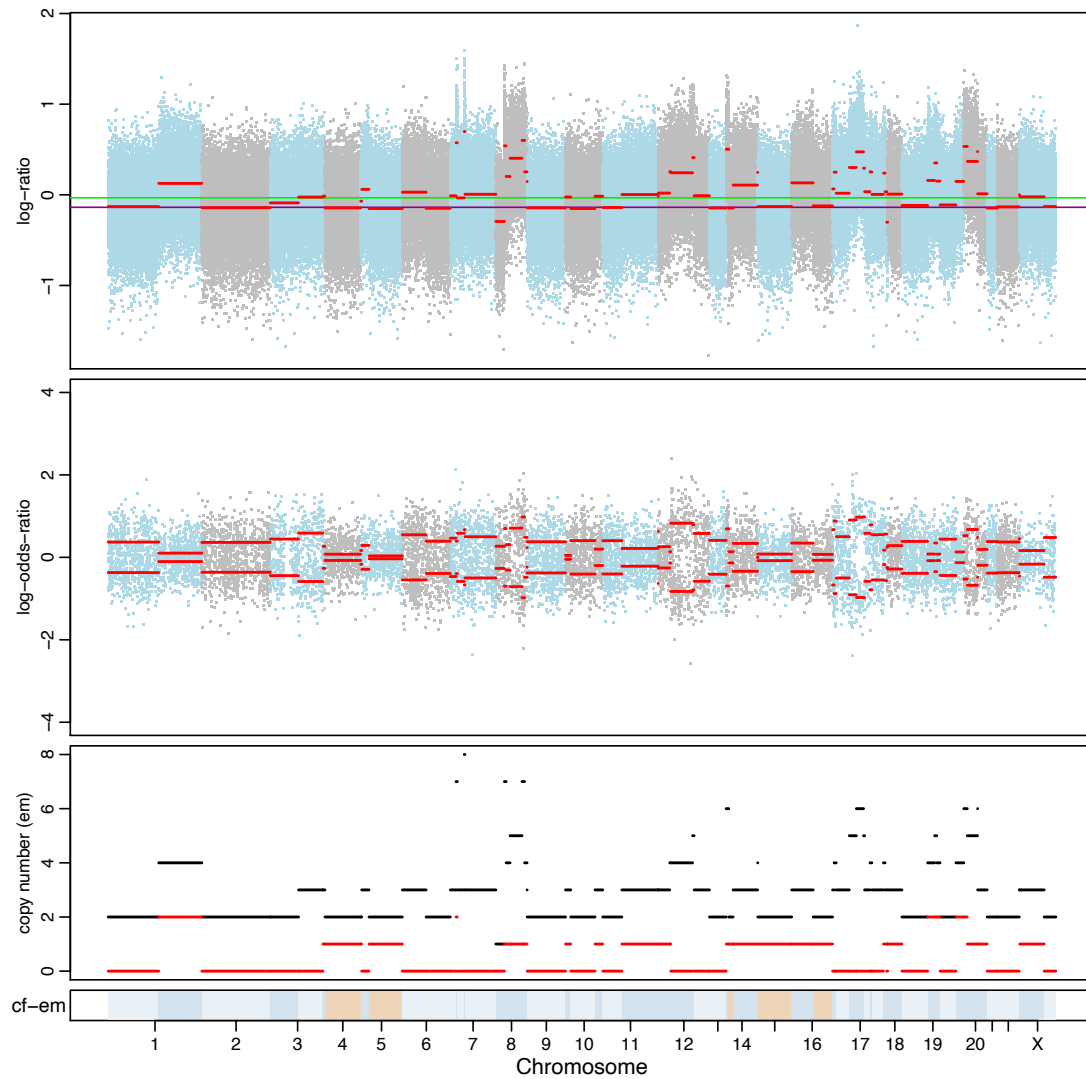 log−ratio
2
1
0
−1
log−odds−ratio
4
2
0
−2
−4
copy number (em)
8
6
4
2
0
cf−em
1 2 3 4 5 6 7 8 9 10 11 12 14 16 17 18 19 20 X
Chromosome